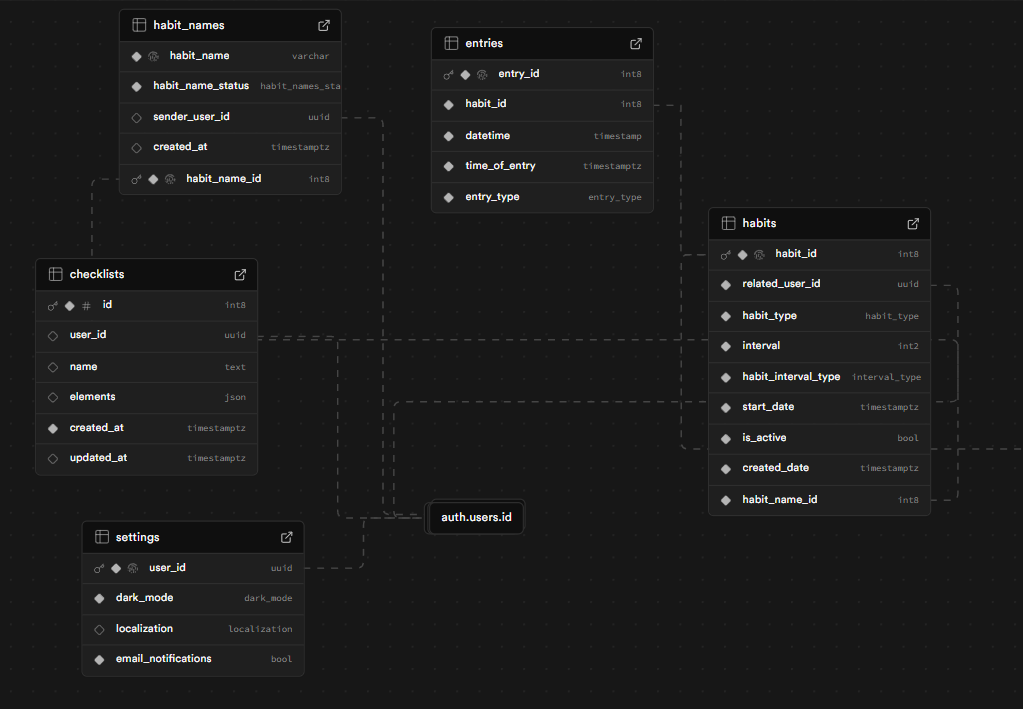 habit_names
habit_name varchar
habit_name_status habit_names_sta
sender_user_id uuid
created_at timestamptz
habit_name_id int8
entries
entry_id int8
habit_id int8
datetime timestamp
time_of_entry timestamptz
entry_type entry_type
habits
habit_id int8
related_user_id uuid
habit_type habit_type
interval int2
habit_interval_type interval_type
start_date timestamptz
is_active bool
created_date timestamptz
habit_name_id int8
checklists
# id int8
user_id uuid
name text
elements json
created_at timestamptz
updated_at timestamptz
auth.users.id
settings
user_id uuid
dark_mode dark_mode
localization localization
email_notifications bool